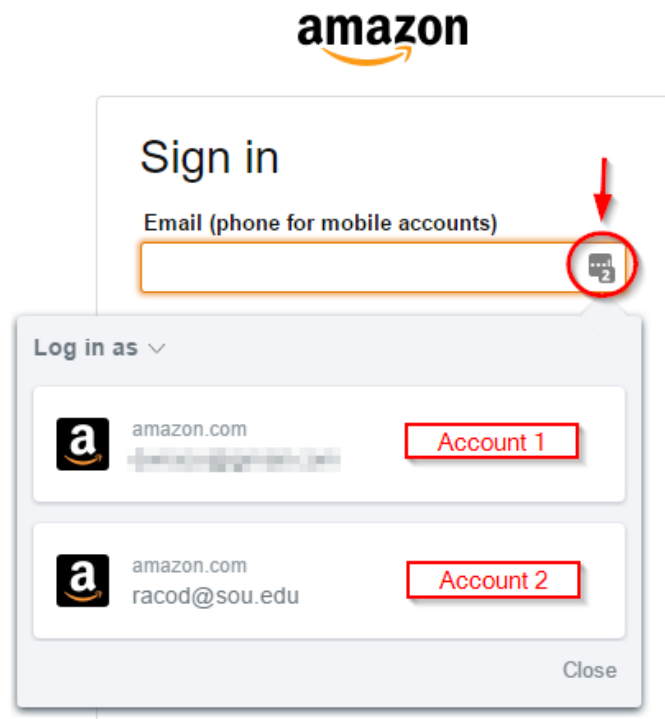 amazon
Sign in
Email (phone for mobile accounts)
2
Log in as
a
amazon.com
Account 1
a
amazon.com
racod@sou.edu
Account 2
Close